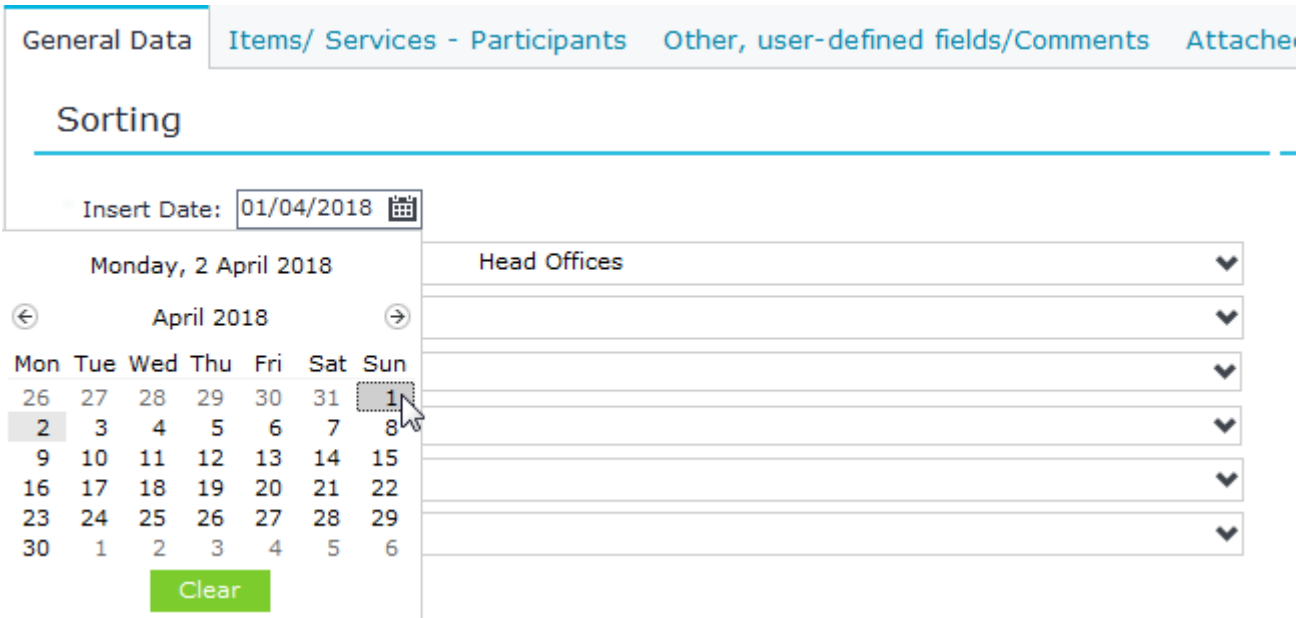 General Data Items/ Services - Participants Other, user-defined fields/Comments Attache
Sorting
Insert Date: 01/04/2018
Monday, 2 April 2018
Head Offices
April 2018
Mon Tue Wed Thu Fri Sat Sun
26 27 28 29 30 31 1
2 3 4 5 6 7 8
9 10 11 12 13 14 15
16 17 18 19 20 21 22
23 24 25 26 27 28 29
30 1 2 3 4 5 6
Clear